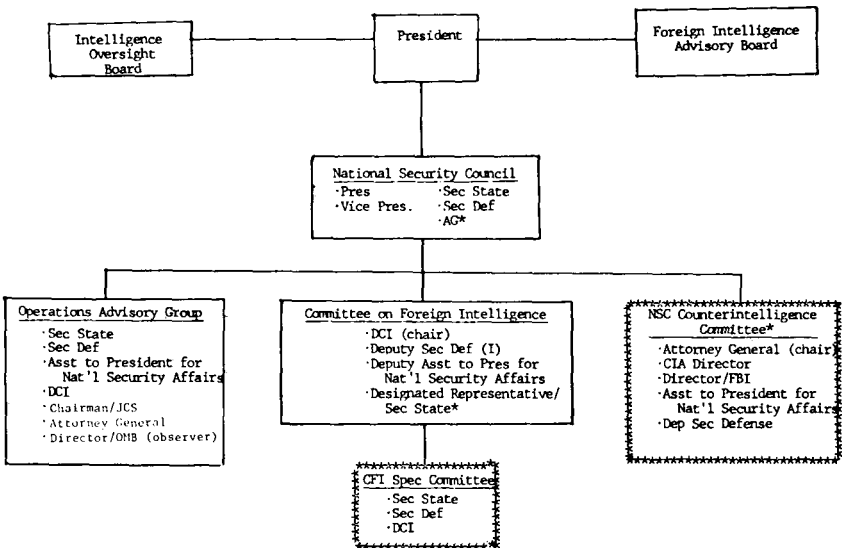 Intelligence
Oversight
Board
President
Foreign Intelligence
Advisory Board
National Security Council
·Pres ·Sec State
·Vice Pres. ·Sec Def
·AG*
Operations Advisory Group
·Sec State
·Sec Def
·Asst to President for
Nat'l Security Affairs
·DCI
·Chairman/JCS
·Attorney General
·Director/OMB (observer)
Committee on Foreign Intelligence
·DCI (chair)
·Deputy Sec Def (I)
·Deputy Asst to Pres for
Nat'l Security Affairs
·Designated Representative/
Sec State*
NSC Counterintelligence
Committee*
·Attorney General (chair)
·CIA Director
·Director/FBI
·Asst to President for
Nat'l Security Affairs
·Dep Sec Defense
CFI Spec Committee
·Sec State
·Sec Def
·DCI